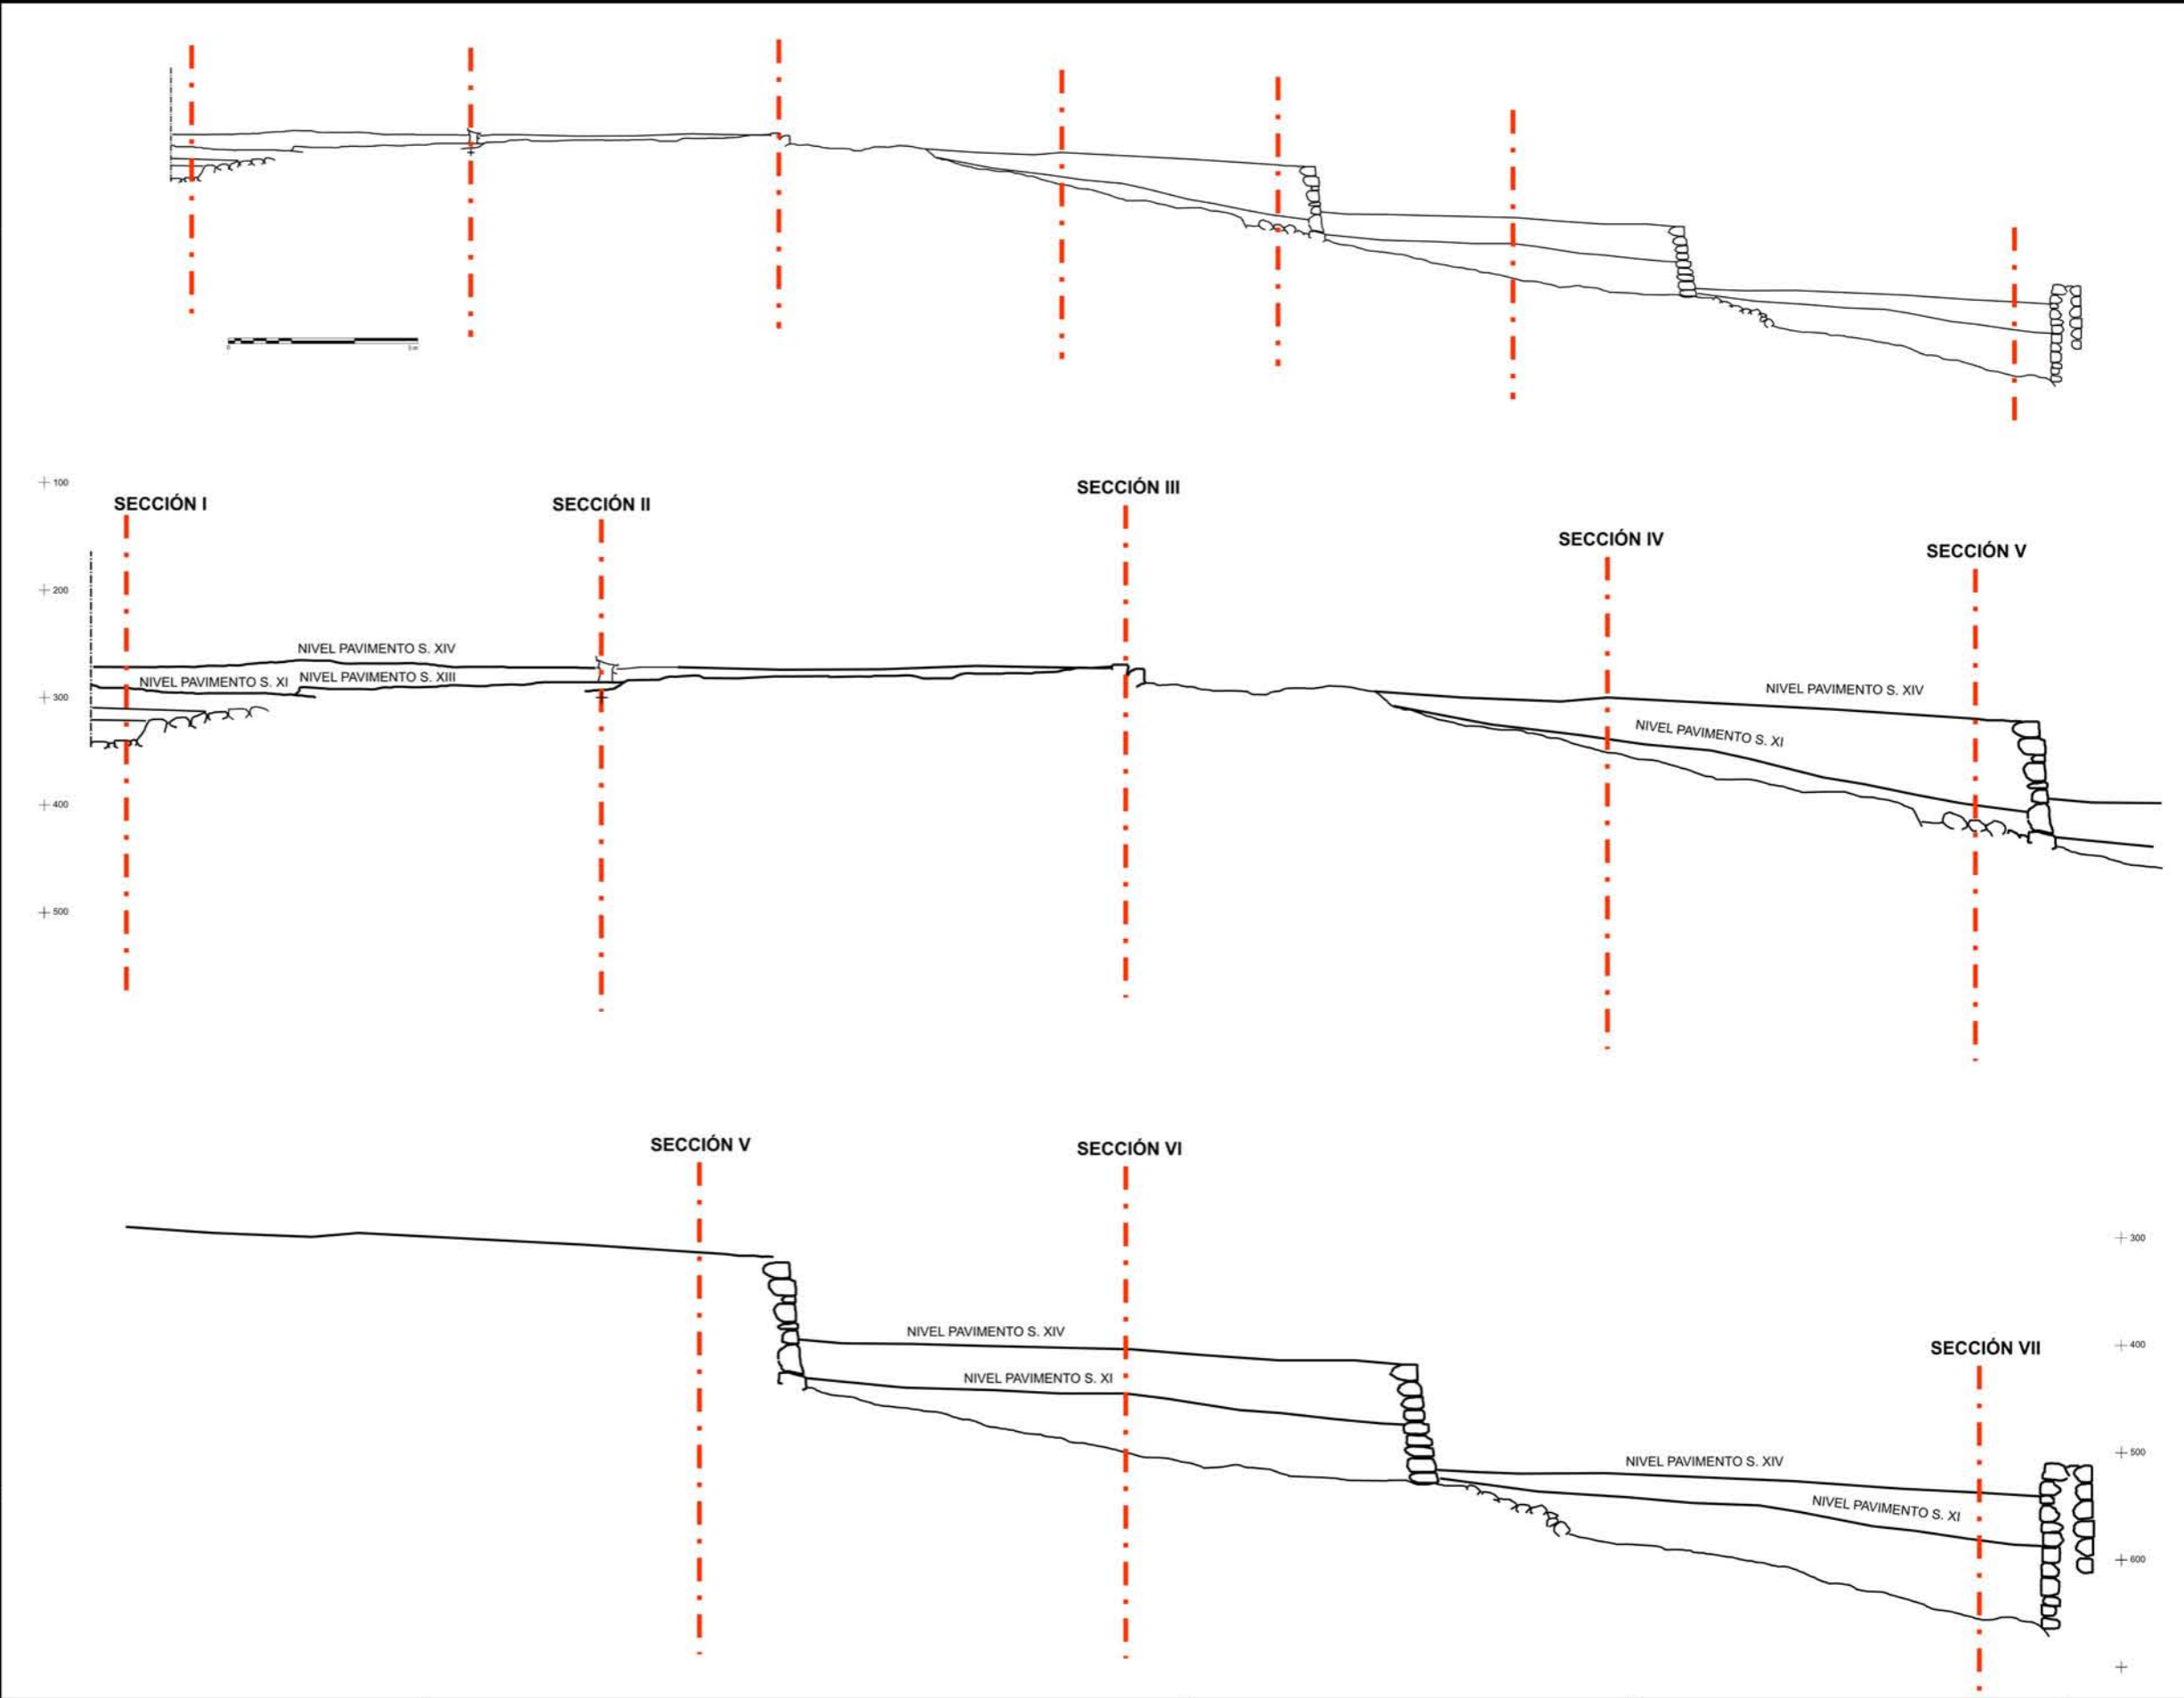 0 5 m
100
SECCIÓN I
SECCIÓN II
SECCIÓN III
SECCIÓN IV
SECCIÓN V
200
NIVEL PAVIMENTO S. XIV
NIVEL PAVIMENTO S. XI
NIVEL PAVIMENTO S. XIII
300
NIVEL PAVIMENTO S. XIV
NIVEL PAVIMENTO S. XI
400
500
SECCIÓN V
SECCIÓN VI
300
NIVEL PAVIMENTO S. XIV
400
SECCIÓN VII
NIVEL PAVIMENTO S. XI
500
NIVEL PAVIMENTO S. XIV
NIVEL PAVIMENTO S. XI
600